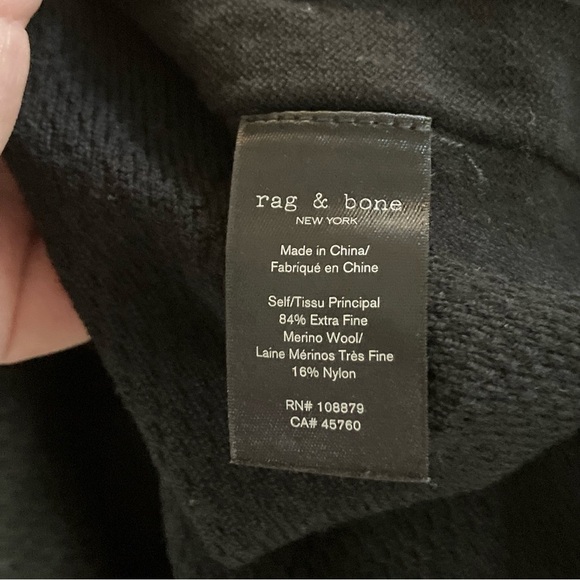 rag & bone
NEW YORK
Made in China/
Fabriqué en Chine
Self/Tissu Principal
84% Extra Fine
Merino Wool/
Laine Mérinos Très Fine
16% Nylon
RN# 108879
CA# 45760